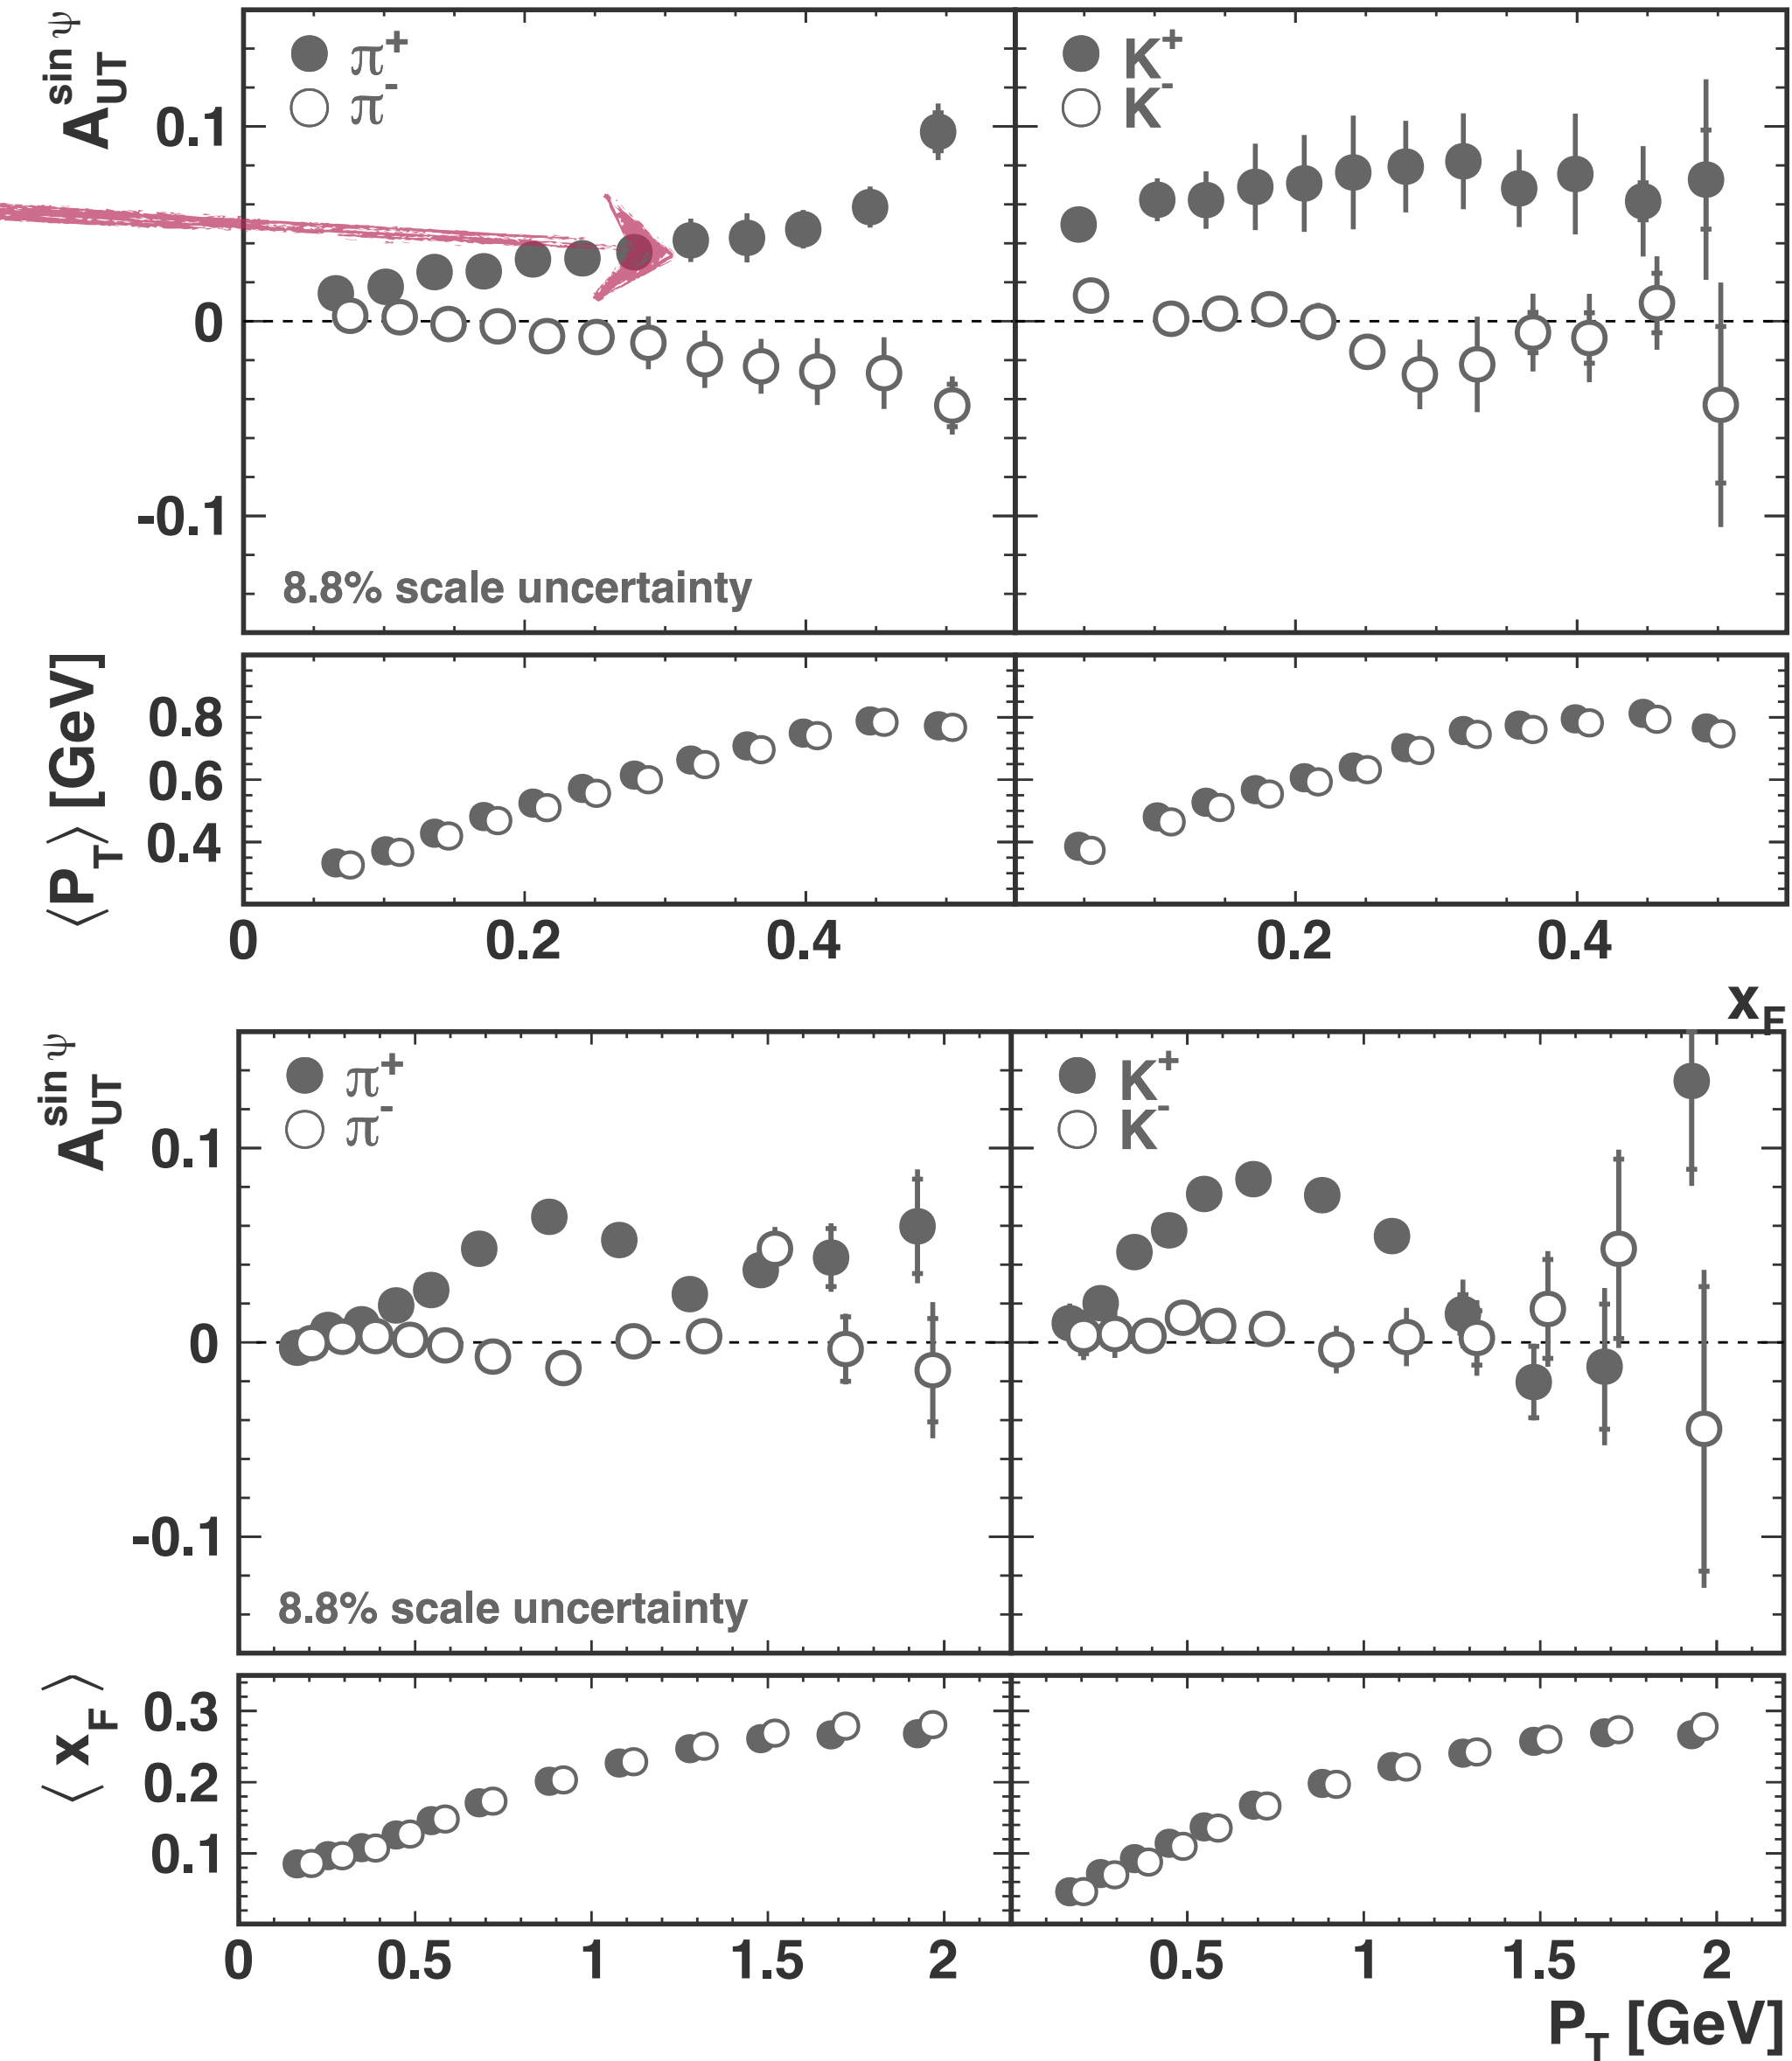 A_UT^sin ψ
π+ K+
π- K-
0.1
0
-0.1
8.8% scale uncertainty
⟨P_T⟩ [GeV]
0.8
0.6
0.4
0 0.2 0.4 0.2 0.4
x_F
A_UT^sin ψ
π+ K+
π- K-
0.1
0
-0.1
8.8% scale uncertainty
⟨x_F⟩
0.3
0.2
0.1
0 0.5 1 1.5 2 0.5 1 1.5 2
P_T [GeV]